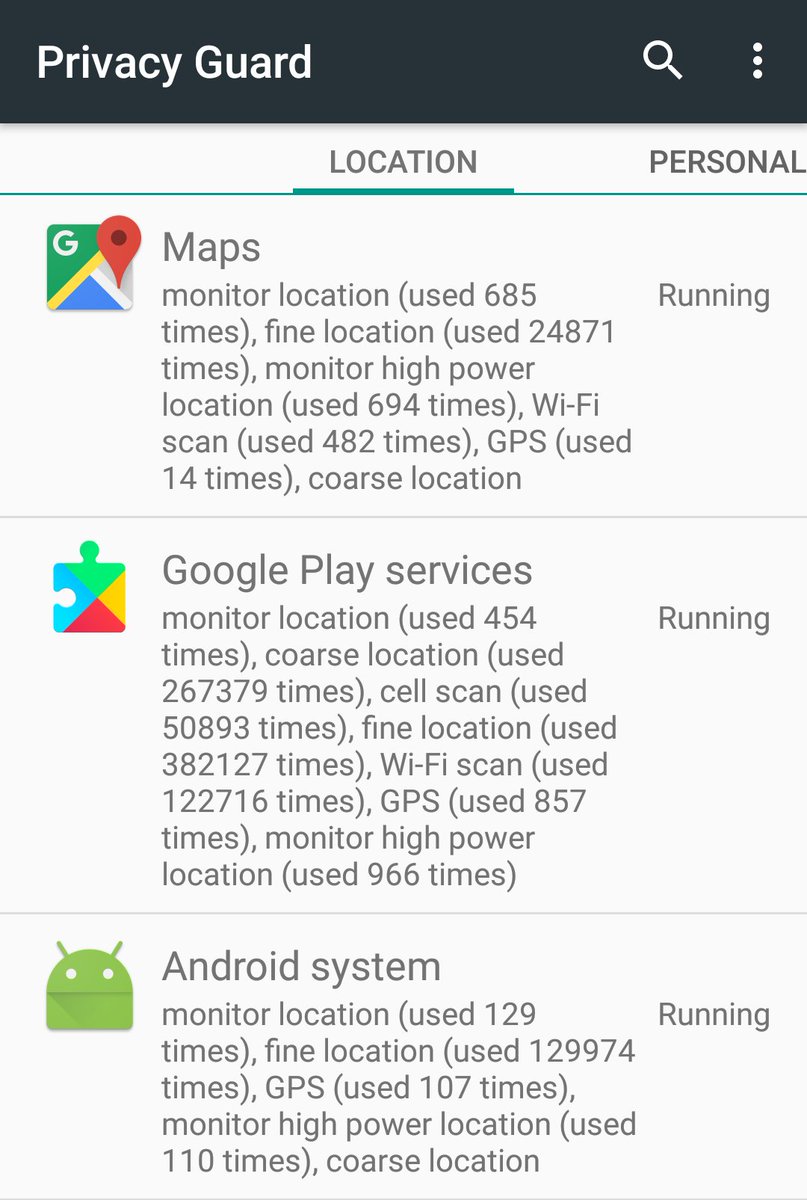 Privacy Guard
LOCATION
PERSONAL
G
Maps
monitor location (used 685
times), fine location (used 24871
times), monitor high power
location (used 694 times), Wi-Fi
scan (used 482 times), GPS (used
14 times), coarse location
Running
Google Play services
monitor location (used 454
times), coarse location (used
267379 times), cell scan (used
50893 times), fine location (used
382127 times), Wi-Fi scan (used
122716 times), GPS (used 857
times), monitor high power
location (used 966 times)
Running
Android system
monitor location (used 129
times), fine location (used 129974
times), GPS (used 107 times),
monitor high power location (used
110 times), coarse location
Running